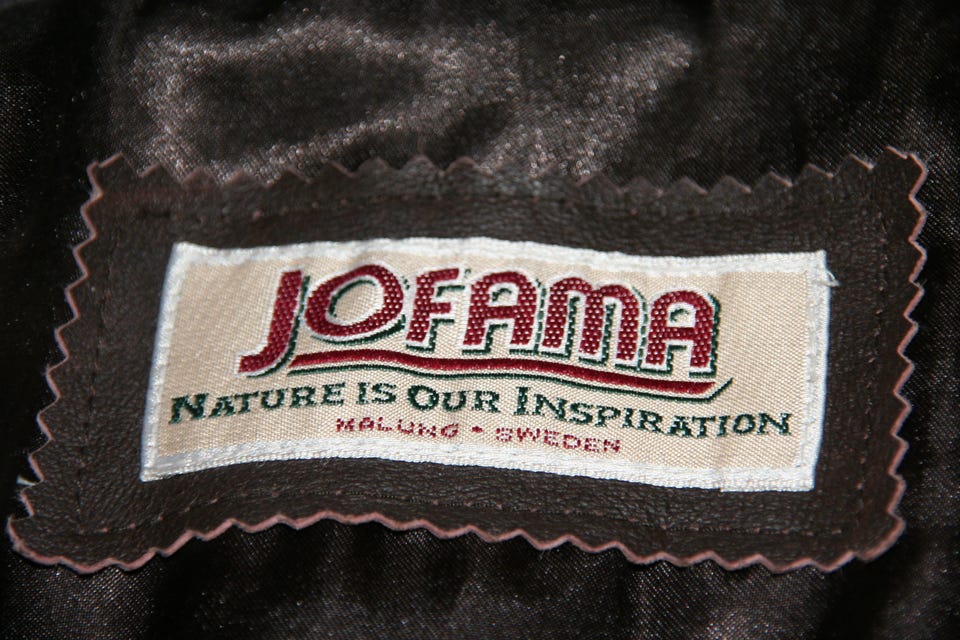 JOFAMA
NATURE IS OUR INSPIRATION
MALUNG • SWEDEN